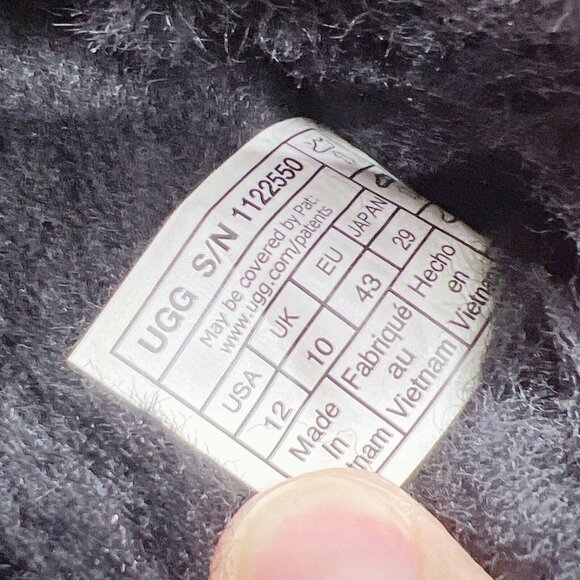 UGG S/N 1122550
May be covered by Pat:
www.ugg.com/patents
USA UK EU JAPAN
12 10 43 29
Made Fabriqué Hecho
In au en
Vietnam